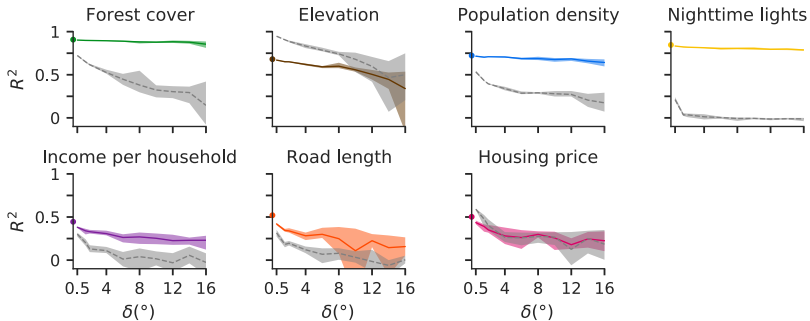 Forest cover Elevation Population density Nighttime lights
R²
1
0.5
0
Income per household Road length Housing price
R²
1
0.5
0
0.5 4 8 12 16 0.5 4 8 12 16 0.5 4 8 12 16
δ(°) δ(°) δ(°)